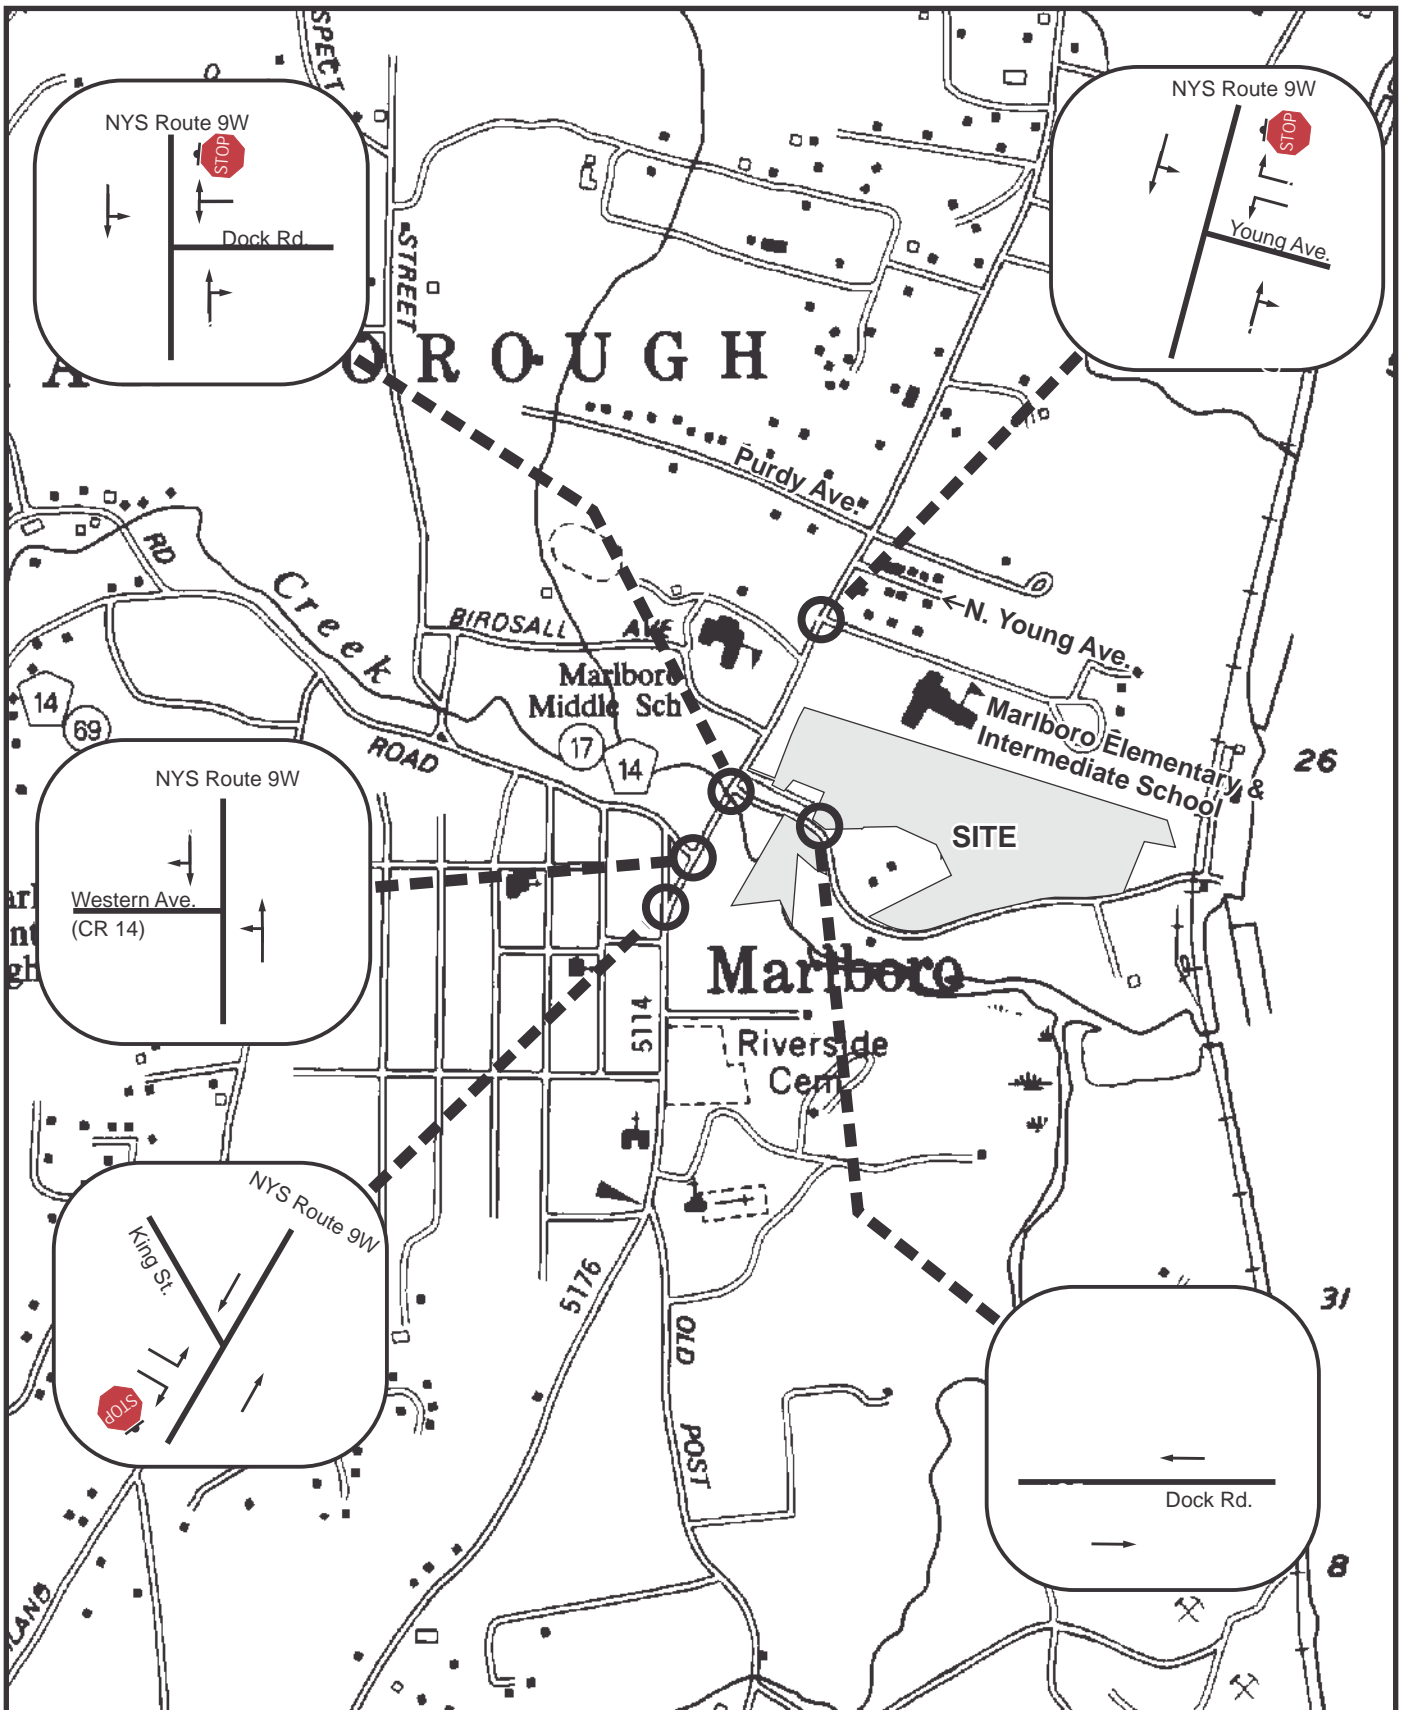 SPECT
NYS Route 9W
STOP
Dock Rd.
NYS Route 9W
STOP
Young Ave.
STREET
OROUGH
Purdy Ave.
RD
Creek
BIRDSALL AVE
N. Young Ave.
Marlboro
Middle Sch
14
69
ROAD
17
14
Marlboro Elementary &
Intermediate School
26
SITE
NYS Route 9W
Western Ave.
(CR 14)
Marlboro
5114
Riverside
Cem
NYS Route 9W
King St.
STOP
5176
OLD
POST
31
Dock Rd.
8